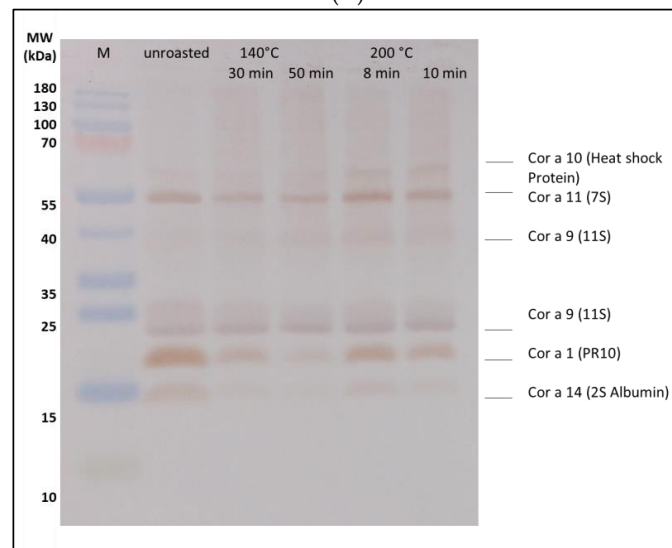 MW
(kDa)
M unroasted 140°C 200 °C
30 min 50 min 8 min 10 min
180
130
100
70
55
40
35
25
15
10
Cor a 10 (Heat shock
Protein)
Cor a 11 (7S)
Cor a 9 (11S)
Cor a 9 (11S)
Cor a 1 (PR10)
Cor a 14 (2S Albumin)